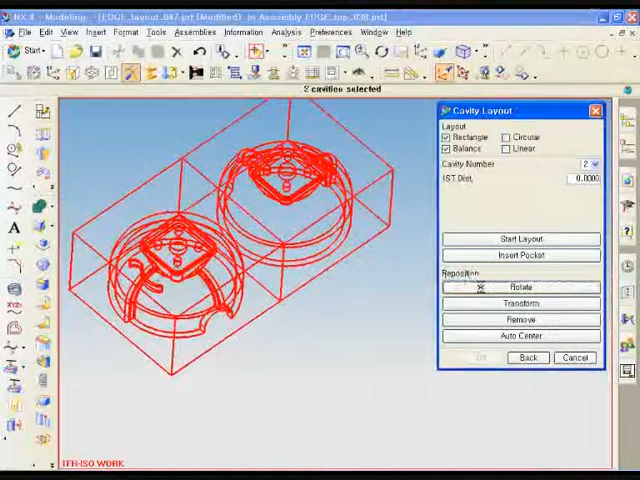 NX 4 - Modeling - [EDGE_layout_047.prt (Modified) in Assembly EDGE_top_038.prt]
File Edit View Insert Format Tools Assemblies Information Analysis Preferences Window Help
Start
2 cavities selected
Cavity Layout
Layout
Rectangle Circular
Balance Linear
Cavity Number 2
IST Dist. 0.0000
Start Layout
Insert Pocket
Reposition
Rotate
Transform
Remove
Auto Center
Back Cancel
TFR-ISO WORK